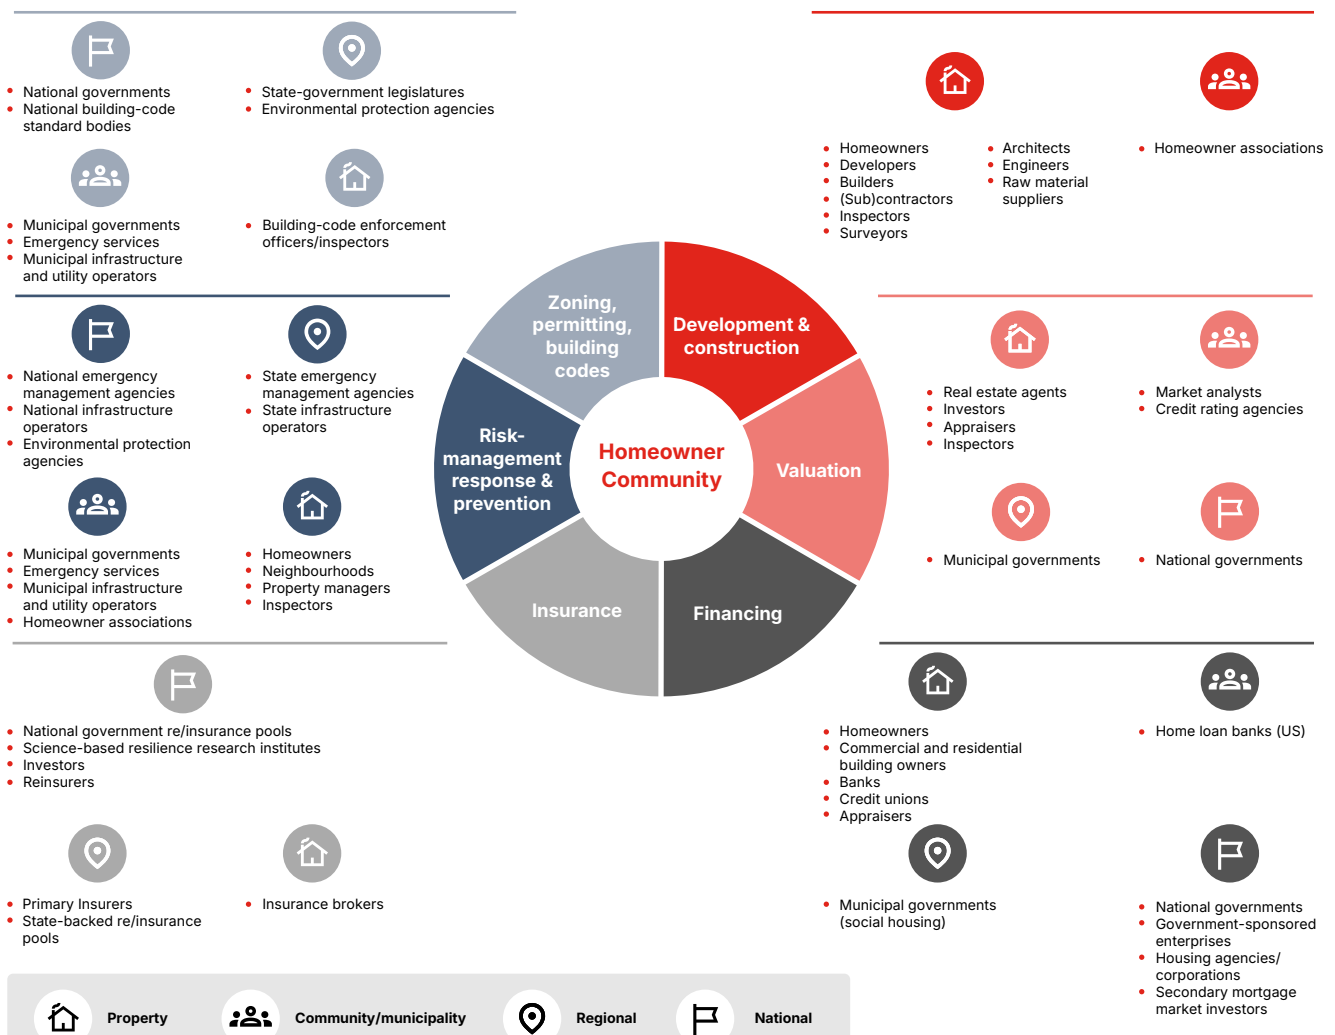 National governments
National building-code
standard bodies
State-government legislatures
Environmental protection agencies
Municipal governments
Emergency services
Municipal infrastructure
and utility operators
Building-code enforcement
officers/inspectors
National emergency
management agencies
National infrastructure
operators
Environmental protection
agencies
State emergency
management agencies
State infrastructure
operators
Municipal governments
Emergency services
Municipal infrastructure
and utility operators
Homeowner associations
Homeowners
Neighbourhoods
Property managers
Inspectors
National government re/insurance pools
Science-based resilience research institutes
Investors
Reinsurers
Primary Insurers
State-backed re/insurance
pools
Insurance brokers
Zoning,
permitting,
building
codes
Development &
construction
Risk-
management
response &
prevention
Homeowner
Community
Valuation
Insurance
Financing
Homeowners
Developers
Builders
(Sub)contractors
Inspectors
Surveyors
Architects
Engineers
Raw material
suppliers
Homeowner associations
Real estate agents
Investors
Appraisers
Inspectors
Market analysts
Credit rating agencies
Municipal governments
National governments
Homeowners
Commercial and residential
building owners
Banks
Credit unions
Appraisers
Home loan banks (US)
Municipal governments
(social housing)
National governments
Government-sponsored
enterprises
Housing agencies/
corporations
Secondary mortgage
market investors
Property
Community/municipality
Regional
National